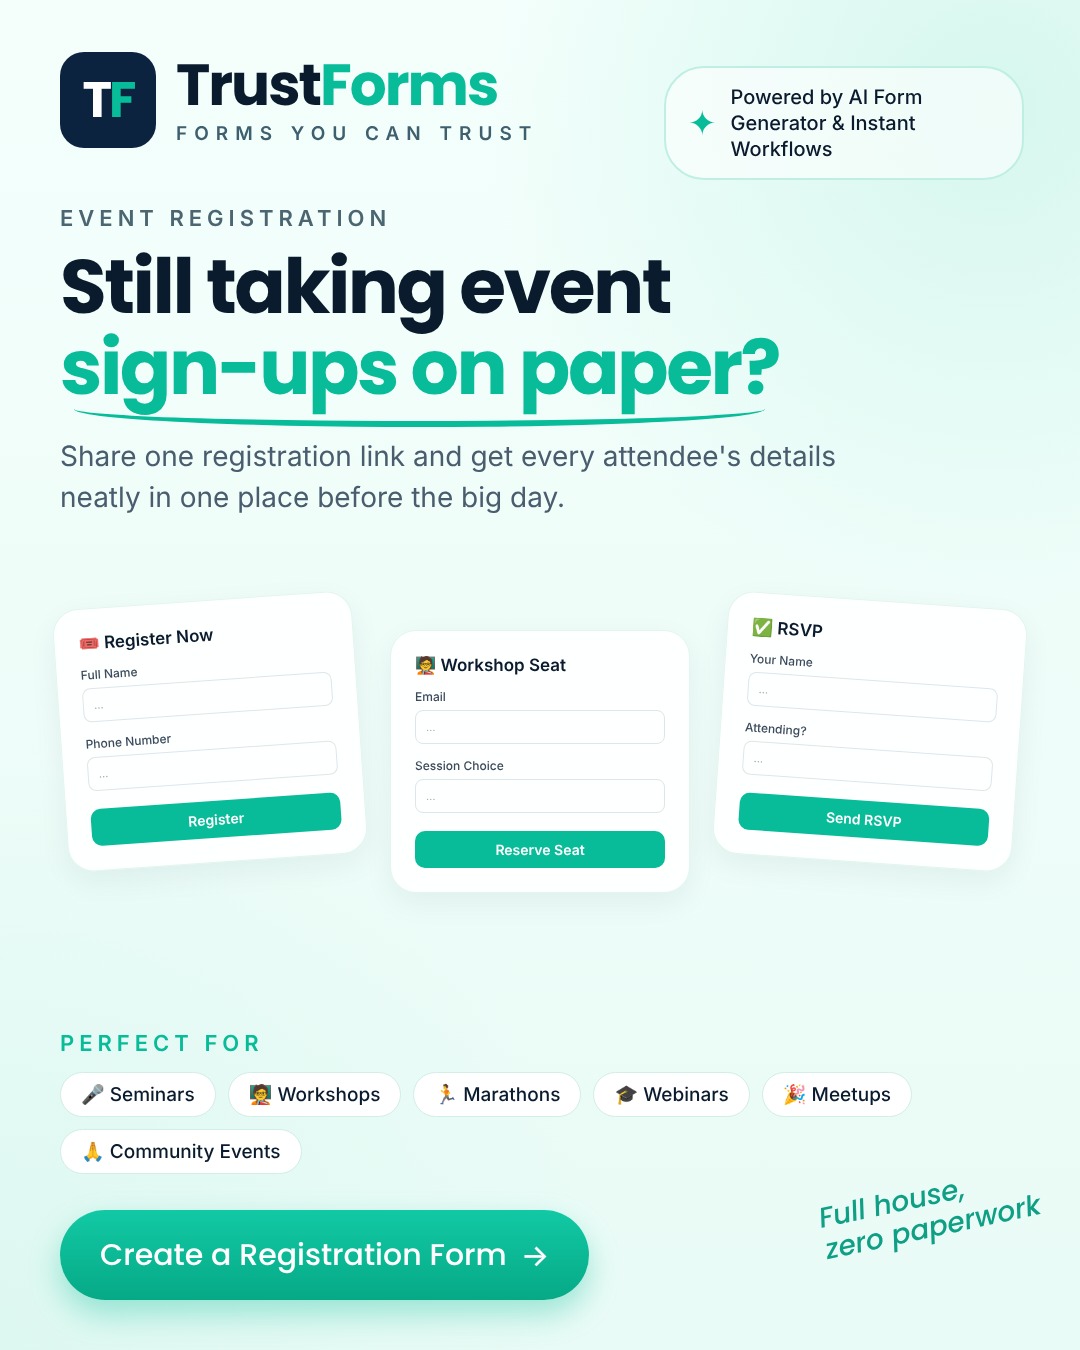 TF
TrustForms
FORMS YOU CAN TRUST
Powered by AI Form
Generator & Instant
Workflows
EVENT REGISTRATION
Still taking event
sign-ups on paper?
Share one registration link and get every attendee's details
neatly in one place before the big day.
Register Now
Full Name
...
Phone Number
...
Register
Workshop Seat
Email
...
Session Choice
...
Reserve Seat
RSVP
Your Name
...
Attending?
...
Send RSVP
PERFECT FOR
Seminars
Workshops
Marathons
Webinars
Meetups
Community Events
Create a Registration Form →
Full house,
zero paperwork